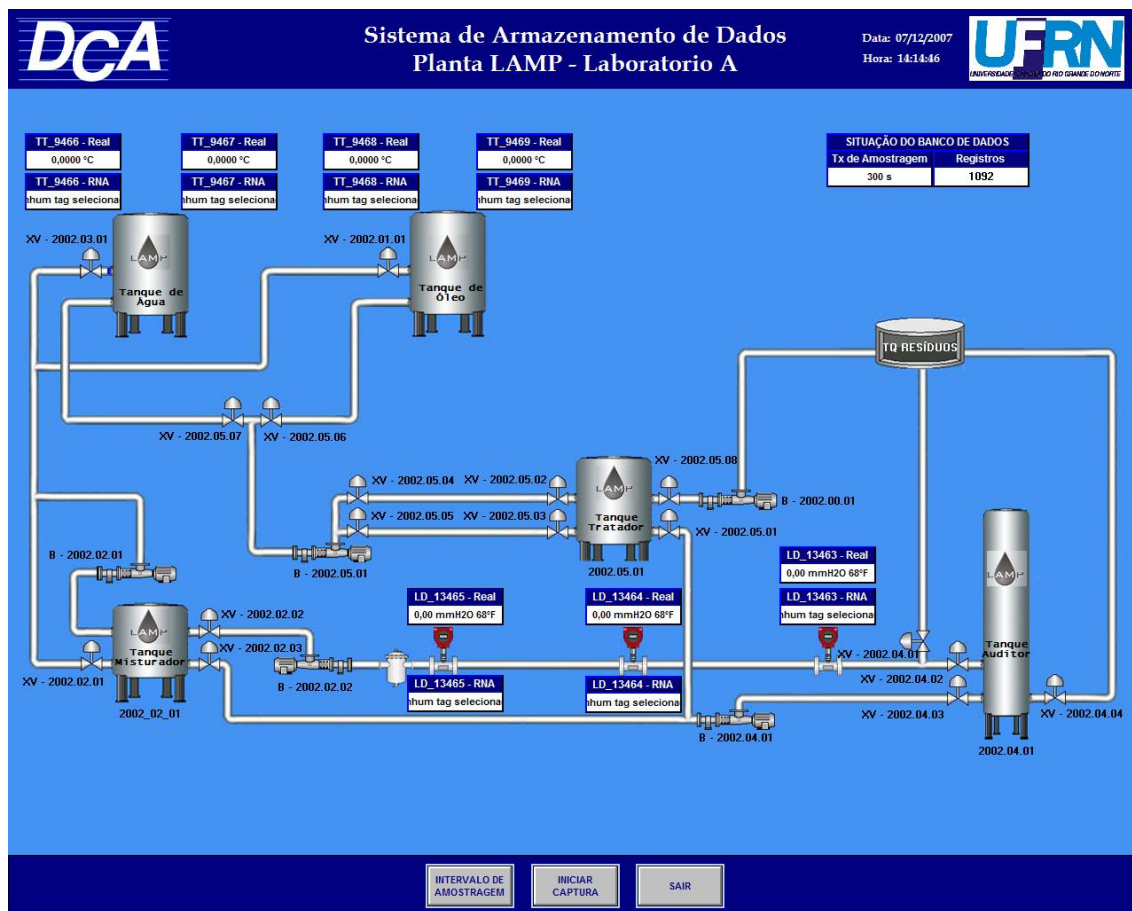 DCA
Sistema de Armazenamento de Dados
Planta LAMP - Laboratorio A
Data: 07/12/2007
Hora: 14:14:46
UFRN
TT_9466 - Real
0,0000 °C
TT_9466 - RNA
nhum tag seleciona
TT_9467 - Real
0,0000 °C
TT_9467 - RNA
nhum tag seleciona
TT_9468 - Real
0,0000 °C
TT_9468 - RNA
nhum tag seleciona
TT_9469 - Real
0,0000 °C
TT_9469 - RNA
nhum tag seleciona
SITUAÇÃO DO BANCO DE DADOS
Tx de Amostragem Registros
300 s 1092
XV - 2002.03.01
LAMP
Tanque de
Água
XV - 2002.01.01
LAMP
Tanque de
Óleo
TQ RESÍDUOS
XV - 2002.05.07
XV - 2002.05.06
XV - 2002.05.04
XV - 2002.05.02
XV - 2002.05.08
LAMP
Tanque
Tratador
2002.05.01
B - 2002.00.01
XV - 2002.05.05
XV - 2002.05.03
XV - 2002.05.01
B - 2002.05.01
B - 2002.02.01
LD_13465 - Real
0,00 mmH2O 68°F
LD_13464 - Real
0,00 mmH2O 68°F
LD_13463 - Real
0,00 mmH2O 68°F
LD_13463 - RNA
nhum tag seleciona
LAMP
Tanque
Misturador
2002_02_01
XV - 2002.02.02
XV - 2002.02.03
XV - 2002.02.01
B - 2002.02.02
LD_13465 - RNA
nhum tag seleciona
LD_13464 - RNA
nhum tag seleciona
XV - 2002.04.01
XV - 2002.04.02
LAMP
Tanque
Auditor
XV - 2002.04.03
XV - 2002.04.04
B - 2002.04.01
2002.04.01
INTERVALO DE
AMOSTRAGEM
INICIAR
CAPTURA
SAIR